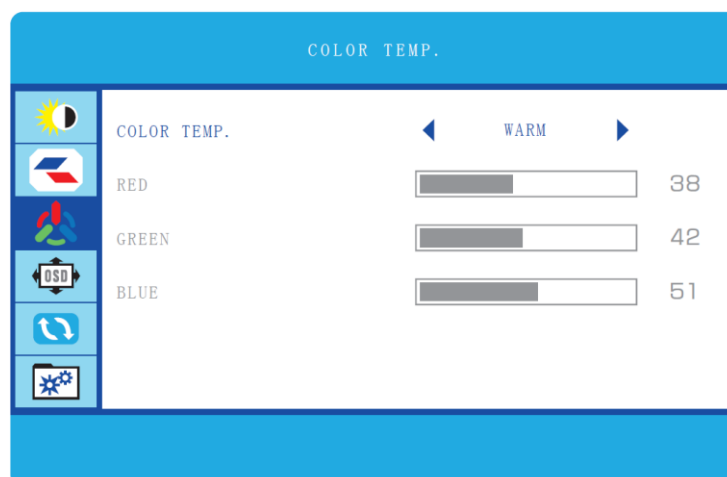 COLOR TEMP.
COLOR TEMP. WARM
RED 38
GREEN 42
OSD
BLUE 51